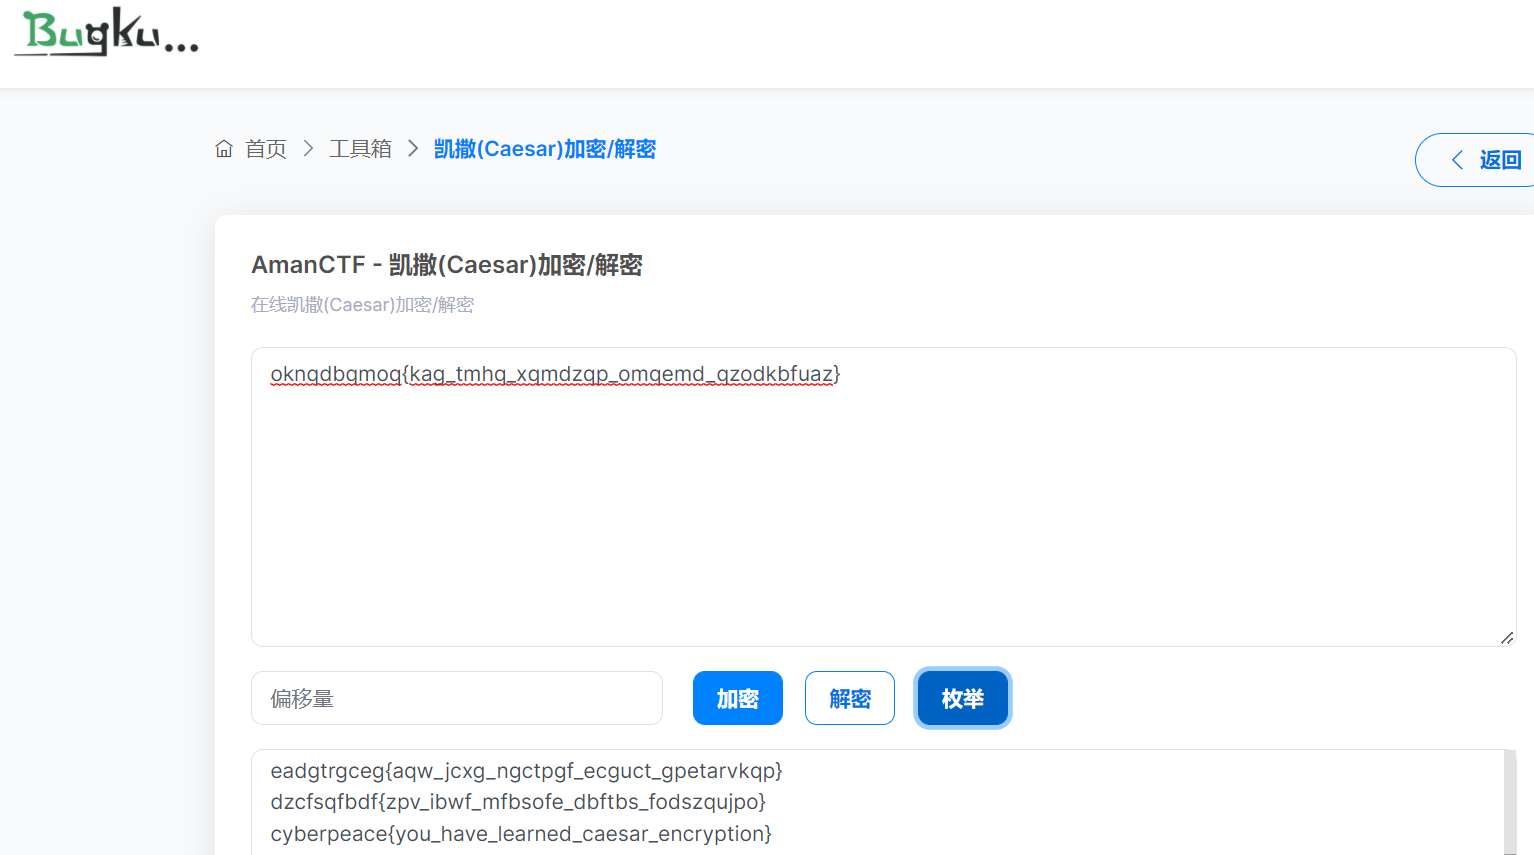 Bugku...
首页 > 工具箱 > 凯撒(Caesar)加密/解密
返回
AmanCTF - 凯撒(Caesar)加密/解密
在线凯撒(Caesar)加密/解密
oknqdbqmoq{kag_tmhq_xqmdzqp_omqemd_qzodkbfuaz}
偏移量
加密 解密 枚举
eadgtrgceg{aqw_jcxg_ngctpgf_ecguct_gpetarvkqp}
dzcfsqfbdf{zpv_ibwf_mfbsofe_dbftbs_fodszqujpo}
cyberpeace{you_have_learned_caesar_encryption}